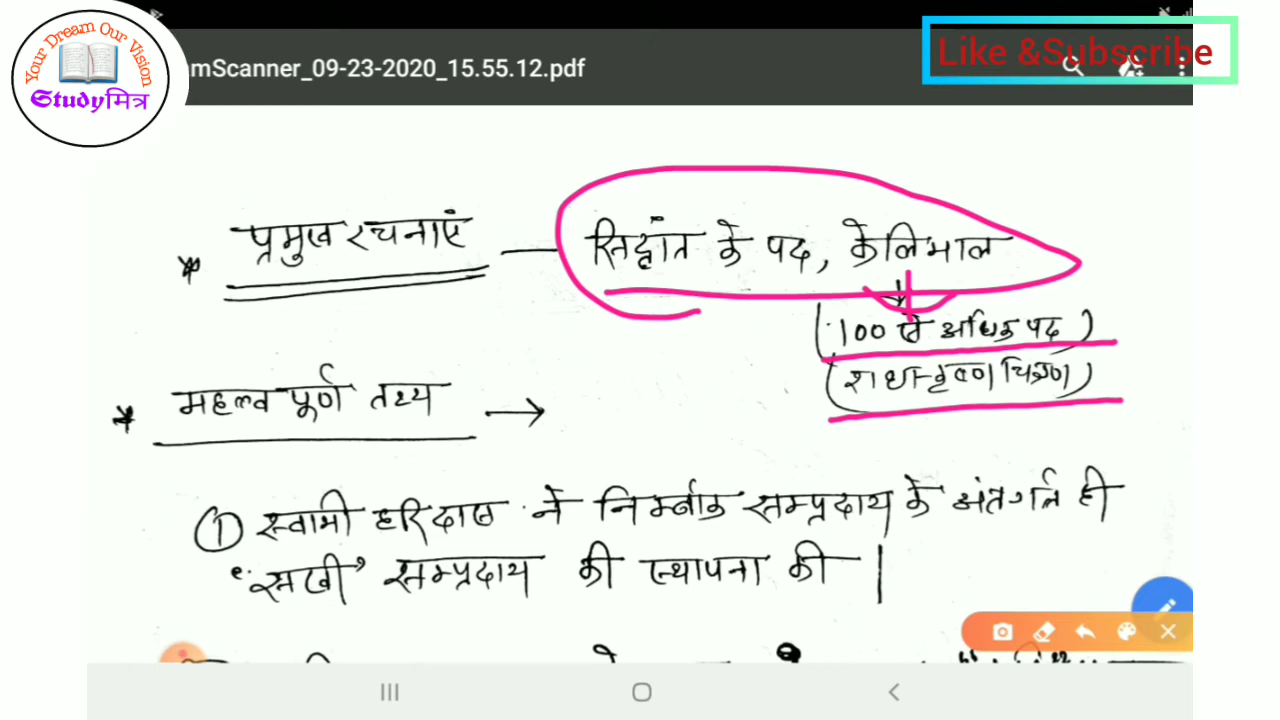 Your Dream Our Vision
Studyमित्र
Like &Subscribe
mScanner_09-23-2020_15.55.12.pdf
* प्रमुख रचनाएं — सिद्धांत के पद, केलिमाल
(100 से अधिक पद)
(राधा-कृष्ण चित्रण)
* महत्व पूर्ण तथ्य →
① स्वामी हरिदास ने निम्बार्क सम्प्रदाय के अंतर्गत ही
"सखी" सम्प्रदाय की स्थापना की |